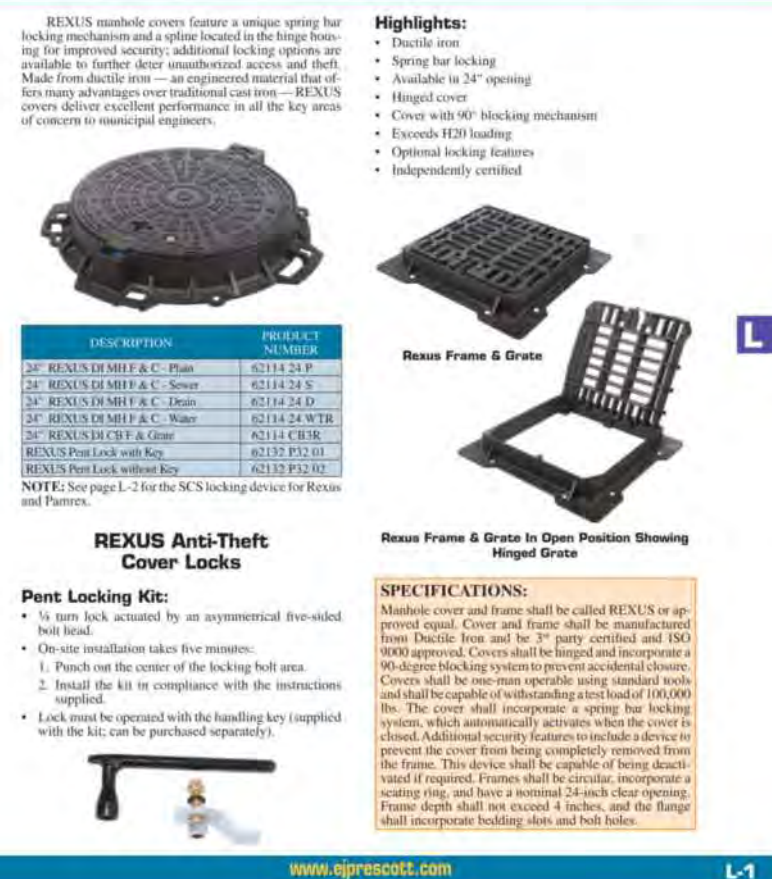 REXUS manhole covers feature a unique spring bar
locking mechanism and a spline located in the hinge hous-
ing for improved security; additional locking options are
available to further deter unauthorized access and theft.
Made from ductile iron — an engineered material that of-
fers many advantages over traditional cast iron — REXUS
covers deliver excellent performance in all the key areas
of concern to municipal engineers.
DESCRIPTION PRODUCT
NUMBER
24" REXUS DI MH F & C - Plain 62114 24 P
24" REXUS DI MH F & C - Sewer 62114 24 S
24" REXUS DI MH F & C - Drain 62114 24 D
24" REXUS DI MH F & C - Water 62114 24 WTR
24" REXUS DI CB F & Grate 62114 CB3R
REXUS Pent Lock with Key 62132 P32 01
REXUS Pent Lock without Key 62132 P32 02
NOTE: See page L-2 for the SCS locking device for Rexus
and Pamrex.
REXUS Anti-Theft
Cover Locks
Pent Locking Kit:
• ¼ turn lock actuated by an asymmetrical five-sided
bolt head.
• On-site installation takes five minutes:
1. Punch out the center of the locking bolt area.
2. Install the kit in compliance with the instructions
supplied.
• Lock must be operated with the handling key (supplied
with the kit; can be purchased separately).
Highlights:
• Ductile iron
• Spring bar locking
• Available in 24" opening
• Hinged cover
• Cover with 90° blocking mechanism
• Exceeds H20 loading
• Optional locking features
• Independently certified
Rexus Frame & Grate
Rexus Frame & Grate In Open Position Showing
Hinged Grate
SPECIFICATIONS:
Manhole cover and frame shall be called REXUS or ap-
proved equal. Cover and frame shall be manufactured
from Ductile Iron and be 3rd party certified and ISO
9000 approved. Covers shall be hinged and incorporate a
90-degree blocking system to prevent accidental closure.
Covers shall be one-man operable using standard tools
and shall be capable of withstanding a test load of 100,000
lbs. The cover shall incorporate a spring bar locking
system, which automatically activates when the cover is
closed. Additional security features to include a device to
prevent the cover from being completely removed from
the frame. This device shall be capable of being deacti-
vated if required. Frames shall be circular, incorporate a
seating ring, and have a nominal 24-inch clear opening.
Frame depth shall not exceed 4 inches, and the flange
shall incorporate bedding slots and bolt holes.
L
www.ejprescott.com
L-1